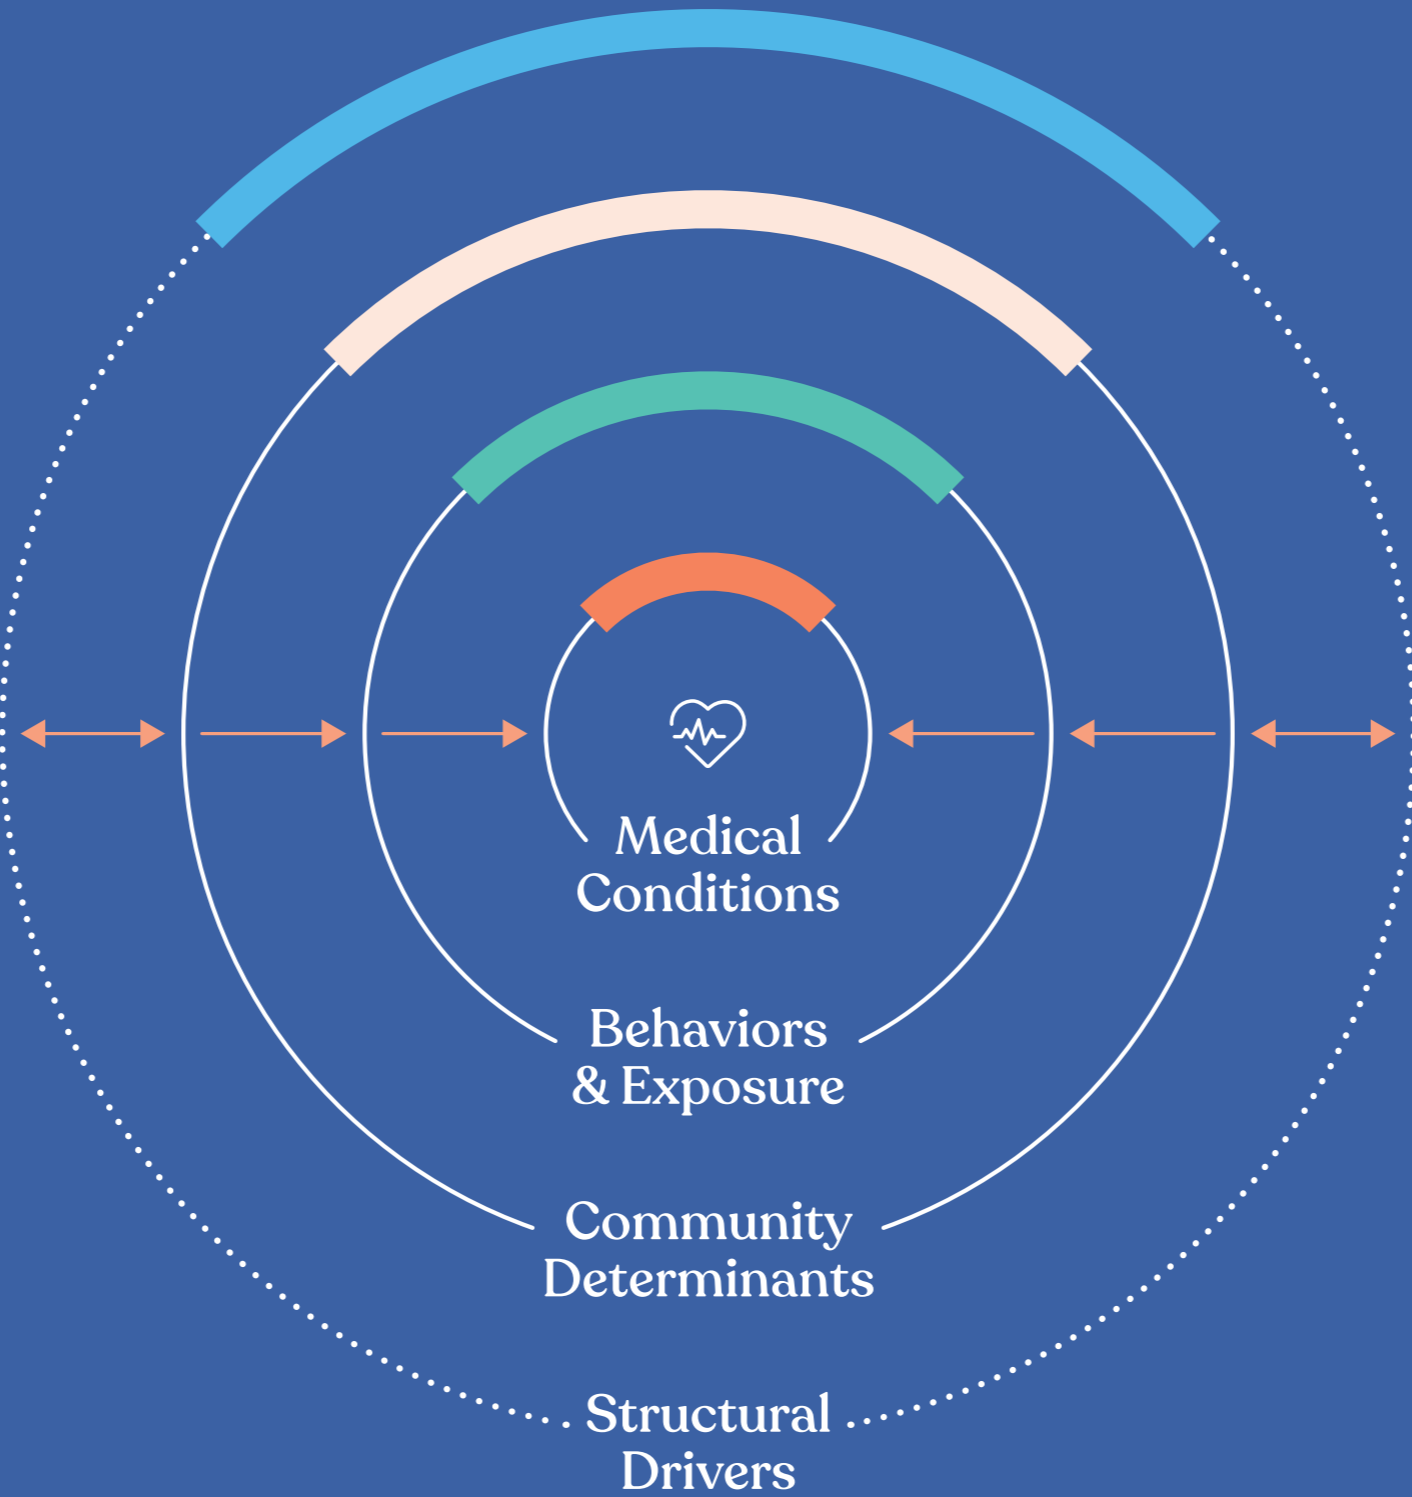 Medical
Conditions
Behaviors
& Exposure
Community
Determinants
Structural
Drivers